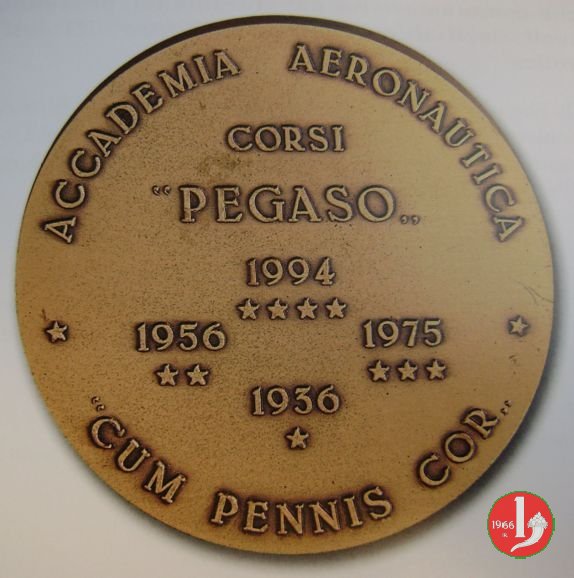 ACCADEMIA AERONAUTICA
CORSI
"PEGASO„
1994
1956
1975
1936
"CUM PENNIS COR„
1966